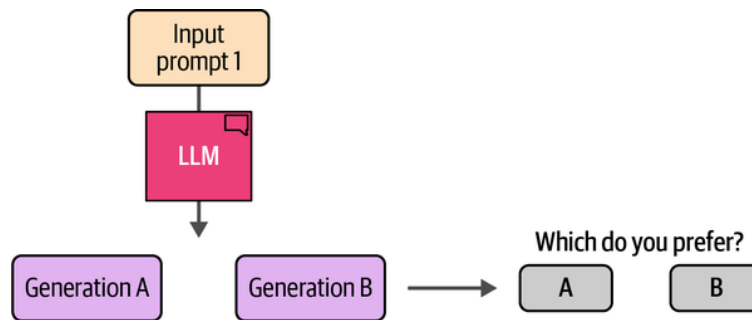 Input
prompt 1
LLM
Which do you prefer?
Generation A
Generation B
A
B